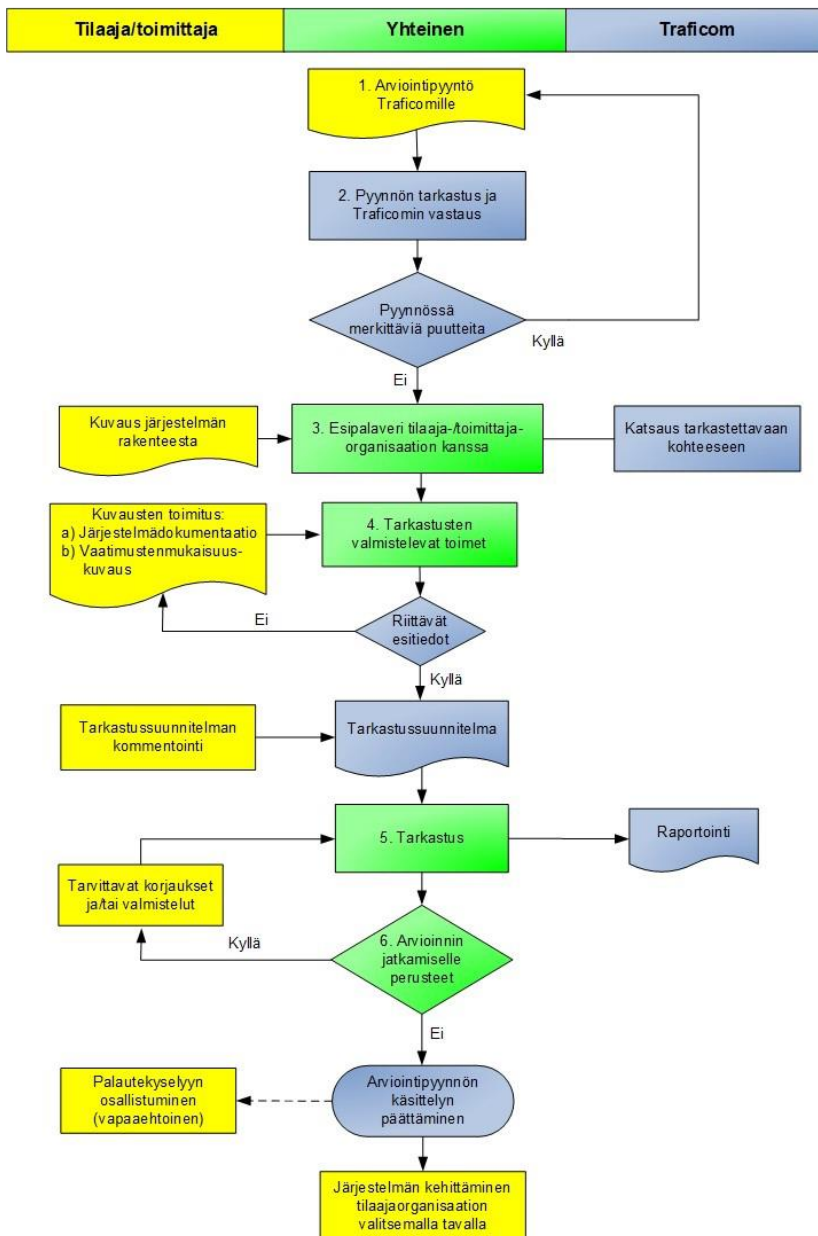 Tilaaja/toimittaja
Yhteinen
Traficom
1. Arviointipyyntö
Traficomille
2. Pyynnön tarkastus ja
Traficomin vastaus
Pyynnössä
merkittäviä puutteita
Kyllä
Ei
Kuvaus järjestelmän
rakenteesta
3. Esipalaveri tilaaja-/toimittaja-
organisaation kanssa
Katsaus tarkastettavaan
kohteeseen
Kuvausten toimitus:
a) Järjestelmädokumentaatio
b) Vaatimustenmukaisuus-
kuvaus
4. Tarkastusten
valmistelevat toimet
Ei
Riittävät
esitiedot
Kyllä
Tarkastussuunnitelman
kommentointi
Tarkastussuunnitelma
5. Tarkastus
Raportointi
Tarvittavat korjaukset
ja/tai valmistelut
Kyllä
6. Arvioinnin
jatkamiselle
perusteet
Ei
Palautekyselyyn
osallistuminen
(vapaaehtoinen)
Arviointipyynnön
käsittelyn
päättäminen
Järjestelmän kehittäminen
tilaajaorganisaation
valitsemalla tavalla